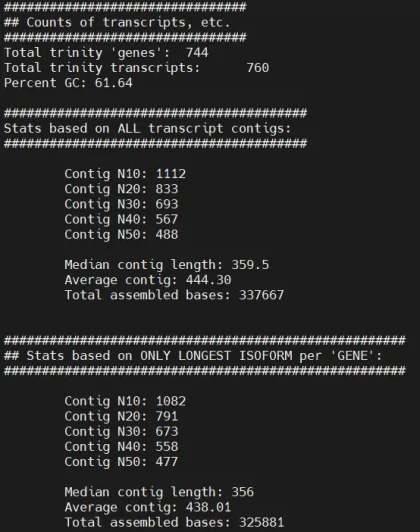 ################################
## Counts of transcripts, etc.
################################
Total trinity 'genes':  744
Total trinity transcripts:      760
Percent GC: 61.64
########################################
Stats based on ALL transcript contigs:
########################################
Contig N10: 1112
Contig N20: 833
Contig N30: 693
Contig N40: 567
Contig N50: 488
Median contig length: 359.5
Average contig: 444.30
Total assembled bases: 337667
#####################################################
## Stats based on ONLY LONGEST ISOFORM per 'GENE':
#####################################################
Contig N10: 1082
Contig N20: 791
Contig N30: 673
Contig N40: 558
Contig N50: 477
Median contig length: 356
Average contig: 438.01
Total assembled bases: 325881